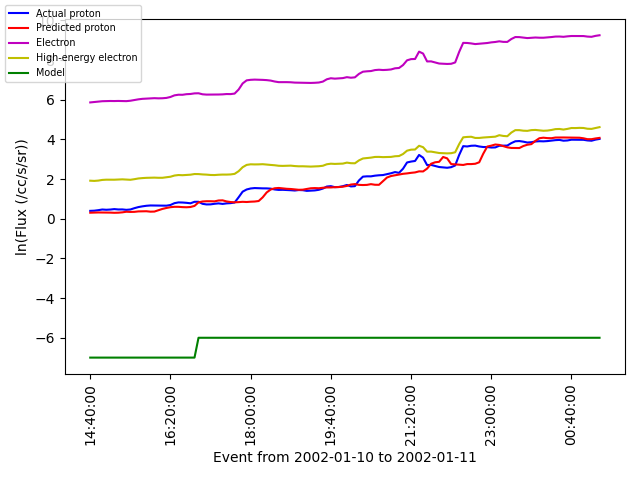 Actual proton
Predicted proton
Electron
High-energy electron
Model
ln(Flux (/cc/s/sr))
6
4
2
0
−2
−4
−6
14:40:00
16:20:00
18:00:00
19:40:00
21:20:00
23:00:00
00:40:00
Event from 2002-01-10 to 2002-01-11